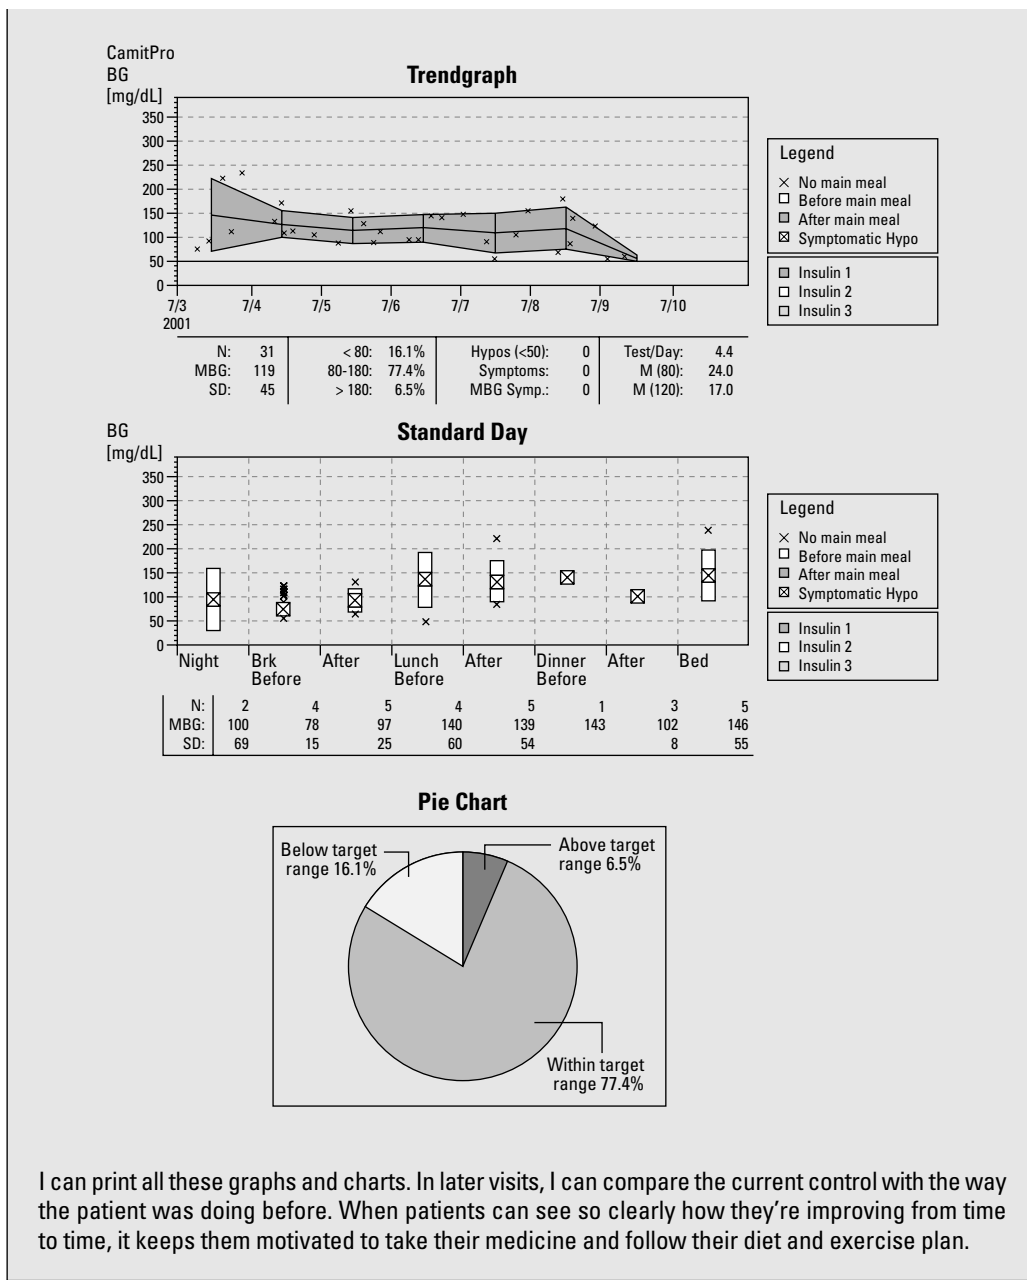 CamitPro
BG
[mg/dL]
Trendgraph
350
300
250
200
150
100
50
0
7/3
2001
7/4
7/5
7/6
7/7
7/8
7/9
7/10
Legend
No main meal
Before main meal
After main meal
Symptomatic Hypo
Insulin 1
Insulin 2
Insulin 3
N: 31 < 80: 16.1% Hypos (<50): 0 Test/Day: 4.4
MBG: 119 80-180: 77.4% Symptoms: 0 M (80): 24.0
SD: 45 > 180: 6.5% MBG Symp.: 0 M (120): 17.0
BG
[mg/dL]
Standard Day
350
300
250
200
150
100
50
0
Night Brk After Lunch After Dinner After Bed
Before Before Before
Legend
No main meal
Before main meal
After main meal
Symptomatic Hypo
Insulin 1
Insulin 2
Insulin 3
N: 2 4 5 4 5 1 3 5
MBG: 100 78 97 140 139 143 102 146
SD: 69 15 25 60 54 8 55
Pie Chart
Below target
range 16.1%
Above target
range 6.5%
Within target
range 77.4%
I can print all these graphs and charts. In later visits, I can compare the current control with the way
the patient was doing before. When patients can see so clearly how they're improving from time
to time, it keeps them motivated to take their medicine and follow their diet and exercise plan.